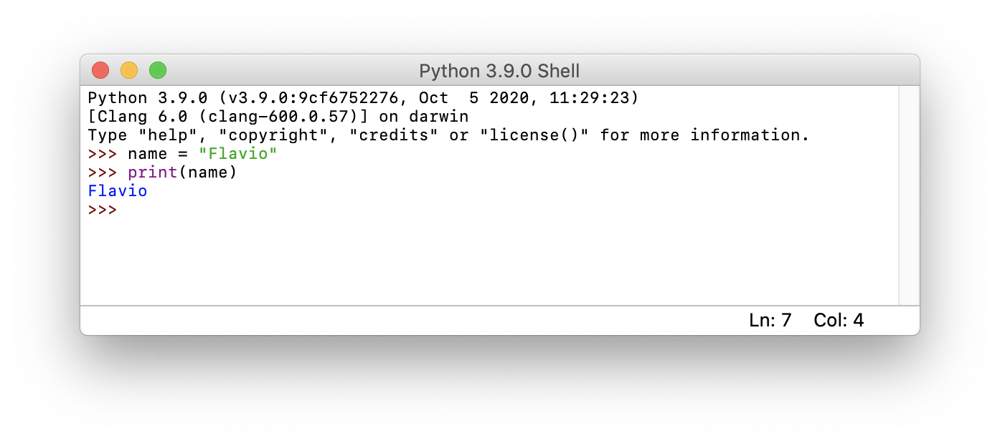 Python 3.9.0 Shell
Python 3.9.0 (v3.9.0:9cf6752276, Oct  5 2020, 11:29:23)
[Clang 6.0 (clang-600.0.57)] on darwin
Type "help", "copyright", "credits" or "license()" for more information.
>>> name = "Flavio"
>>> print(name)
Flavio
>>>
Ln: 7 Col: 4